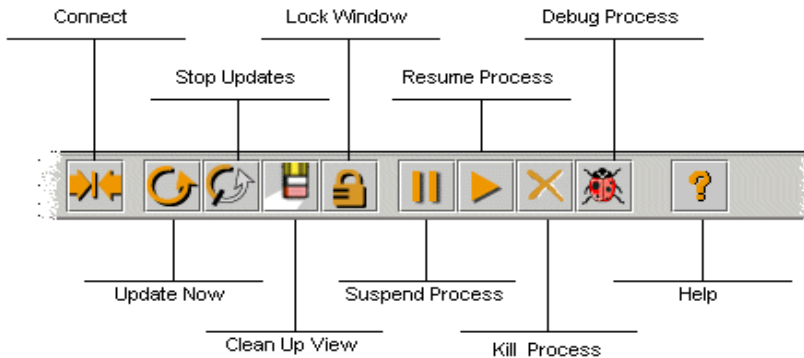 Connect
Lock Window
Debug Process
Stop Updates
Resume Process
?
Update Now
Suspend Process
Help
Clean Up View
Kill Process